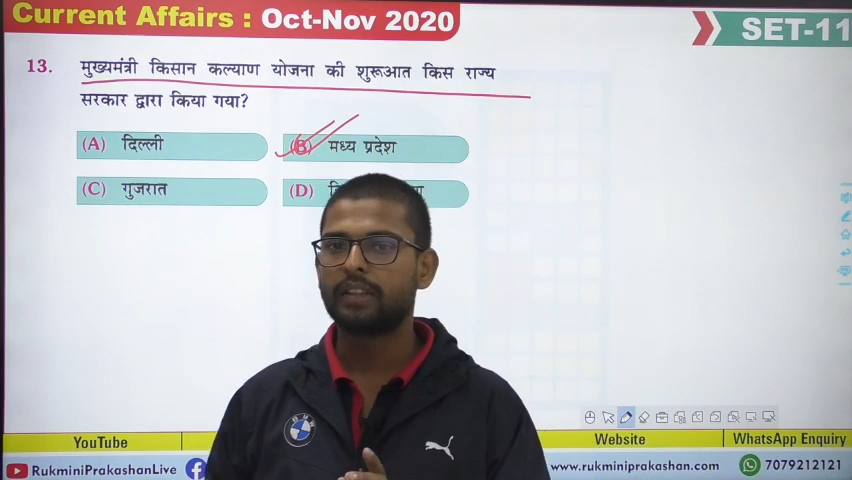 Current Affairs : Oct-Nov 2020
SET-11
13. मुख्यमंत्री किसान कल्याण योजना की शुरूआत किस राज्य
सरकार द्वारा किया गया?
(A) दिल्ली
(B) मध्य प्रदेश
(C) गुजरात
(D)
BMW
YouTube
Website
WhatsApp Enquiry
RukminiPrakashanLive
www.rukminiprakashan.com
7079212121